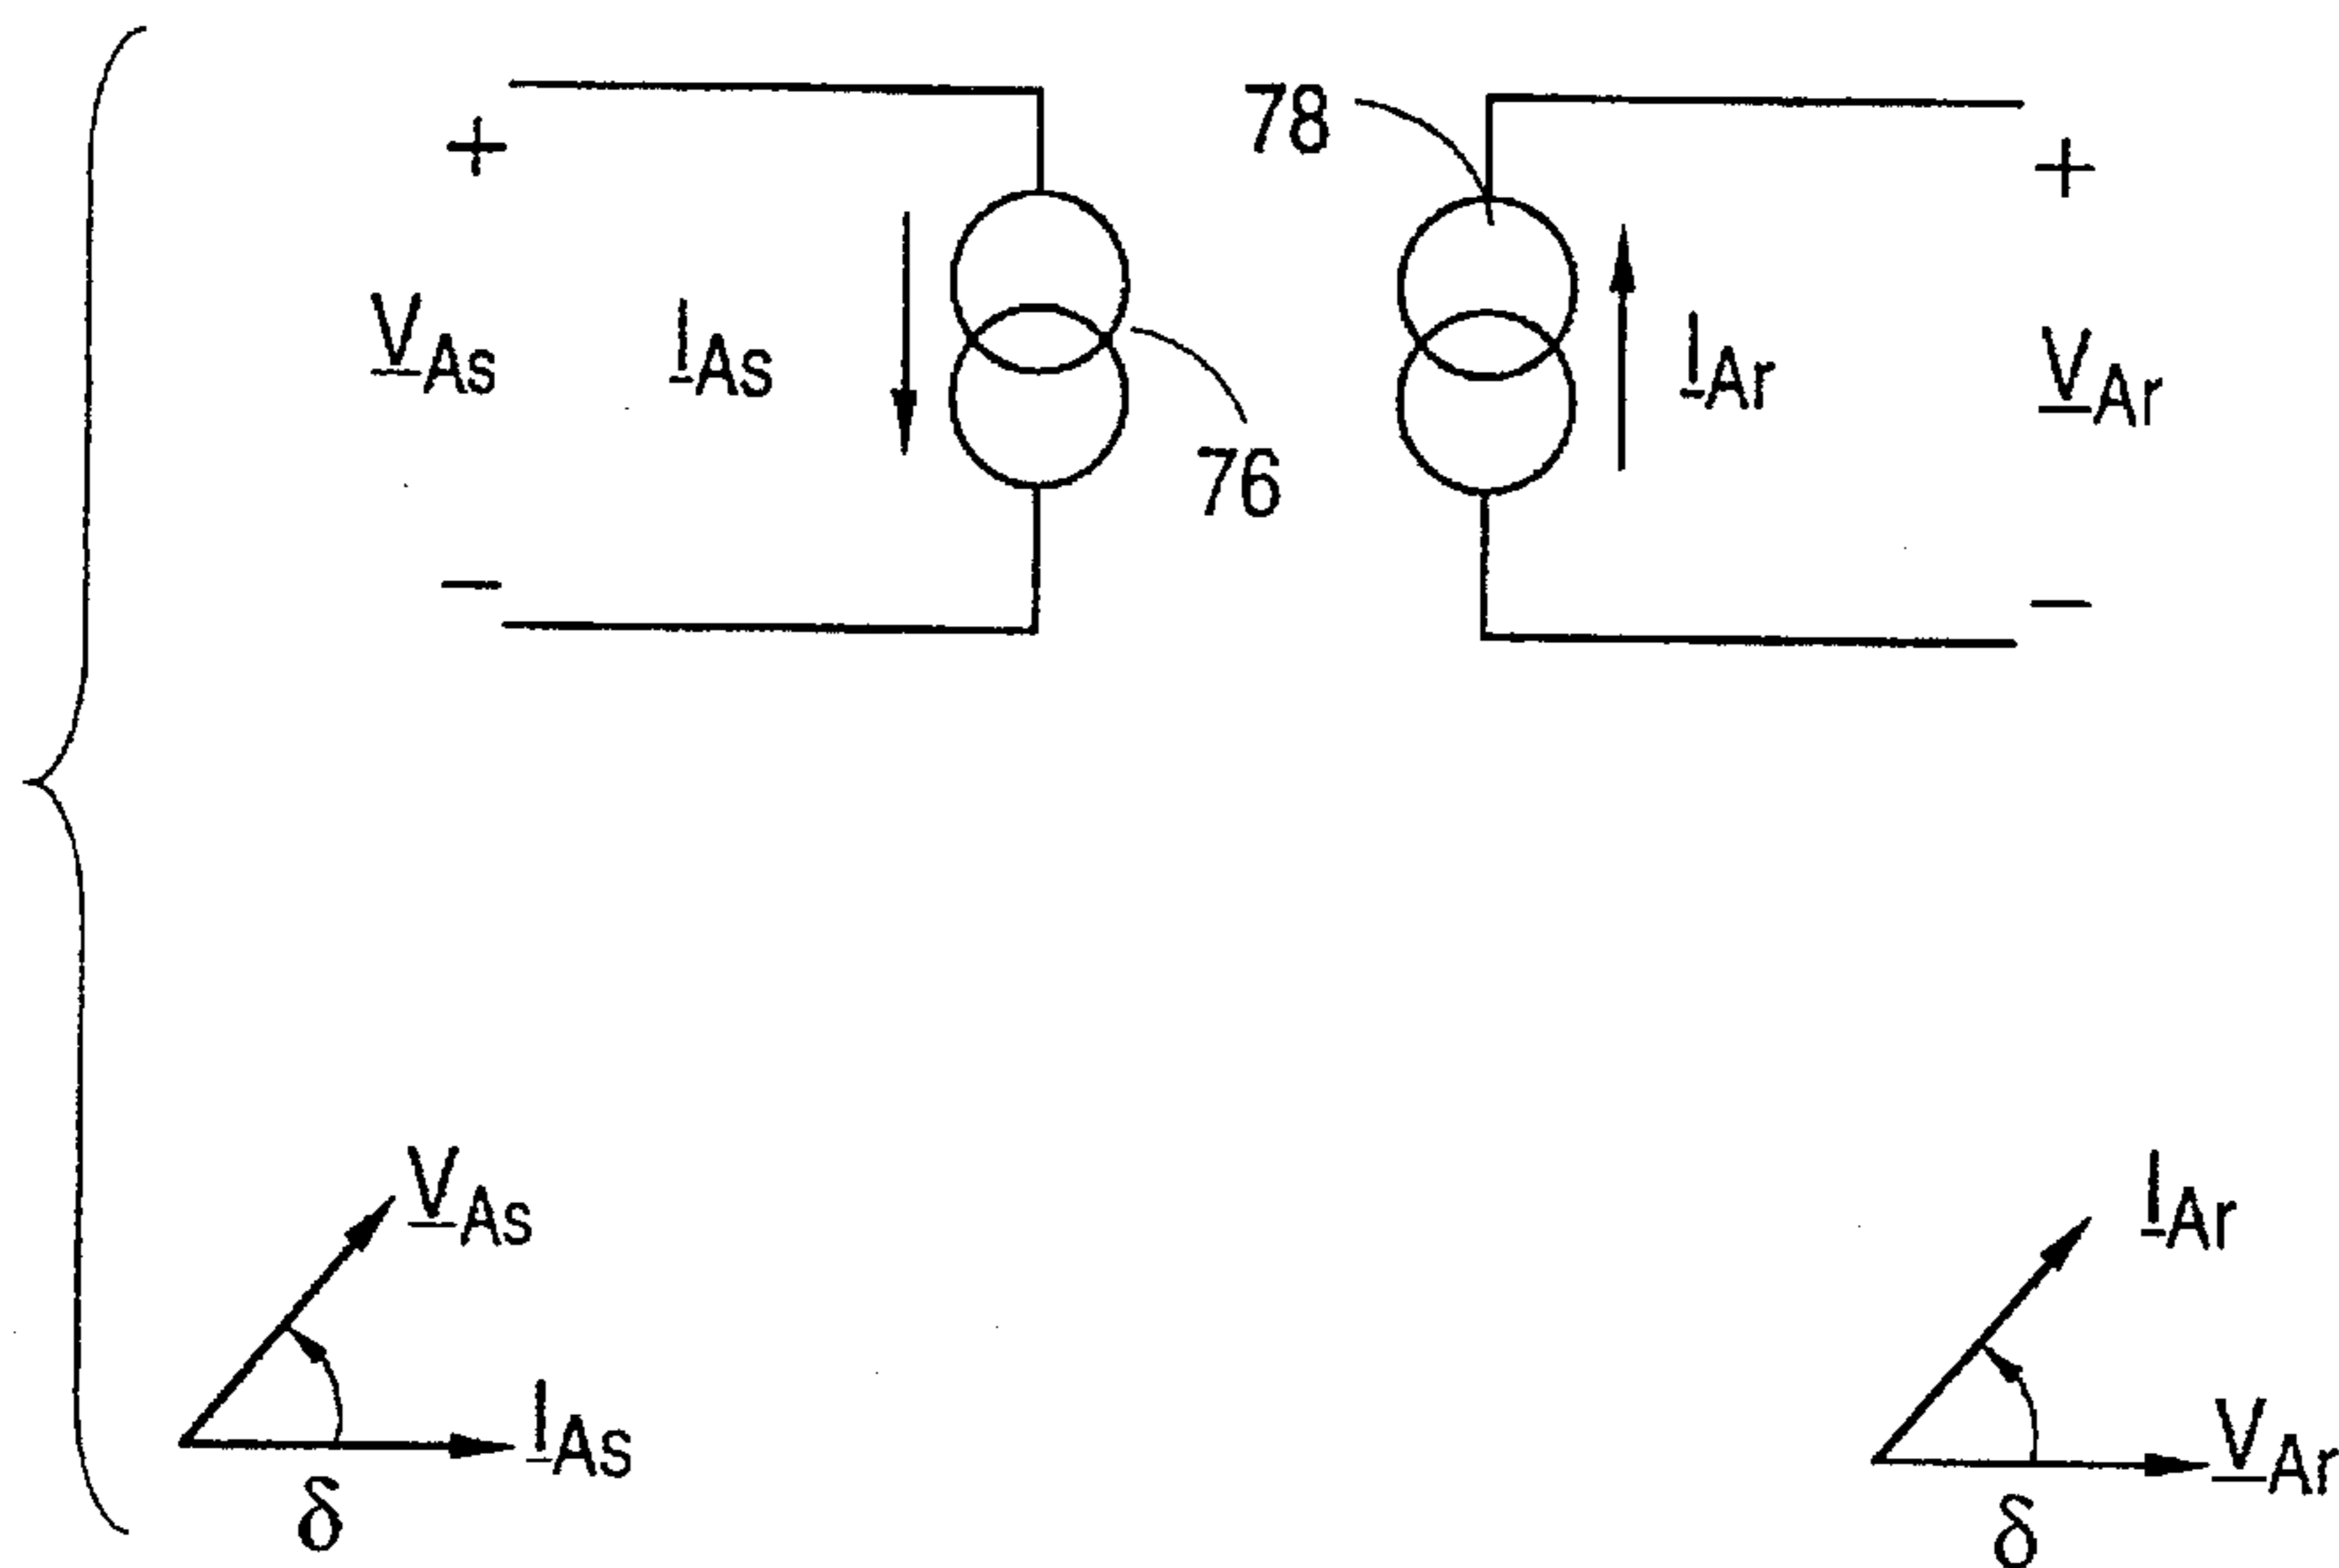 78
+
+
V_As
I_As
I_Ar
V_Ar
76
−
−
V_As
I_Ar
I_As
V_Ar
δ
δ